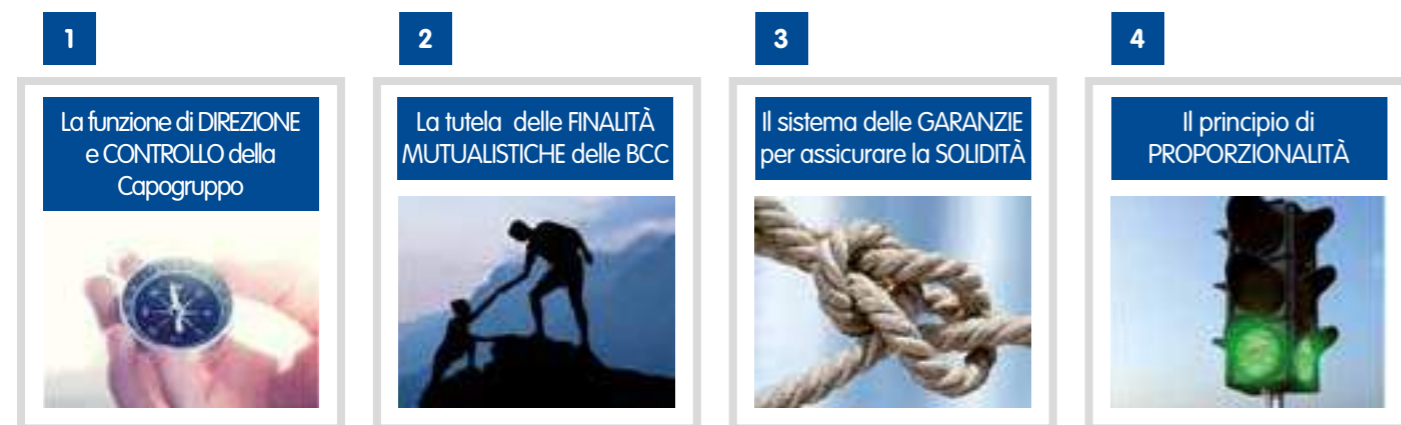 1
La funzione di DIREZIONE
e CONTROLLO della
Capogruppo
2
La tutela delle FINALITÀ
MUTUALISTICHE delle BCC
3
Il sistema delle GARANZIE
per assicurare la SOLIDITÀ
4
Il principio di
PROPORZIONALITÀ